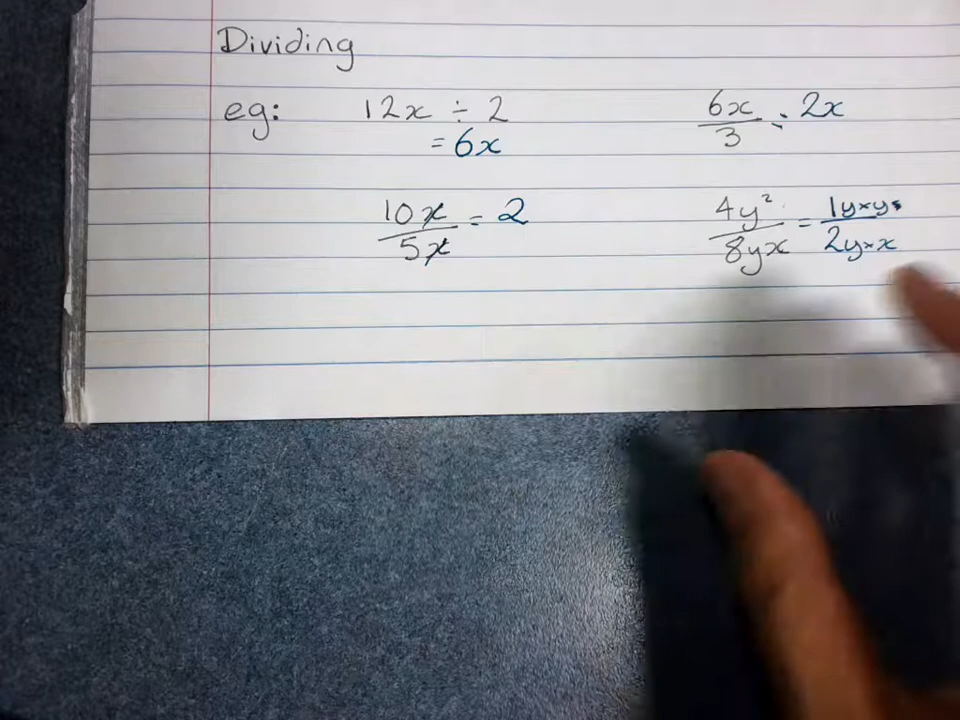 Dividing
eg: 12x ÷ 2
= 6x
6x/3 ÷ 2x
10x/5x = 2
4y²/8yx = 1y×y/2y×x